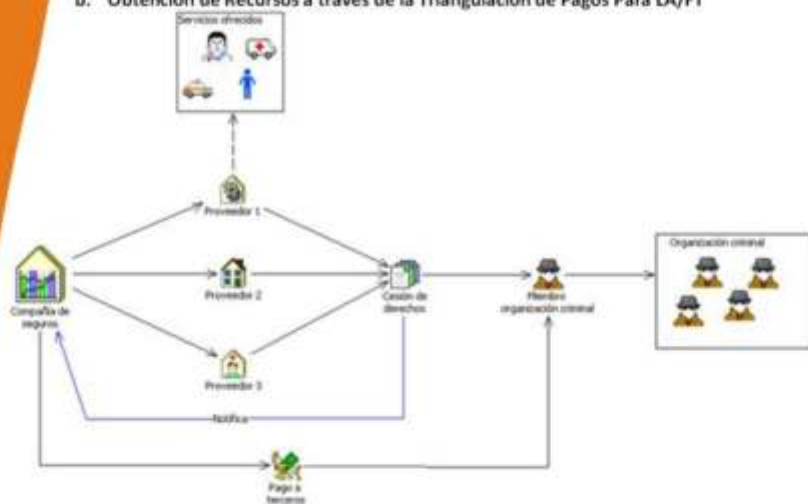 b. Obtención de Recursos a través de la Triangulación de Pagos Para LA/FT
Servicios ofrecidos
Proveedor 1
Organización criminal
Compañía de
seguros
Proveedor 2
Cesión de
derechos
Miembro
organización criminal
Proveedor 3
Notifica
Pago a
terceros